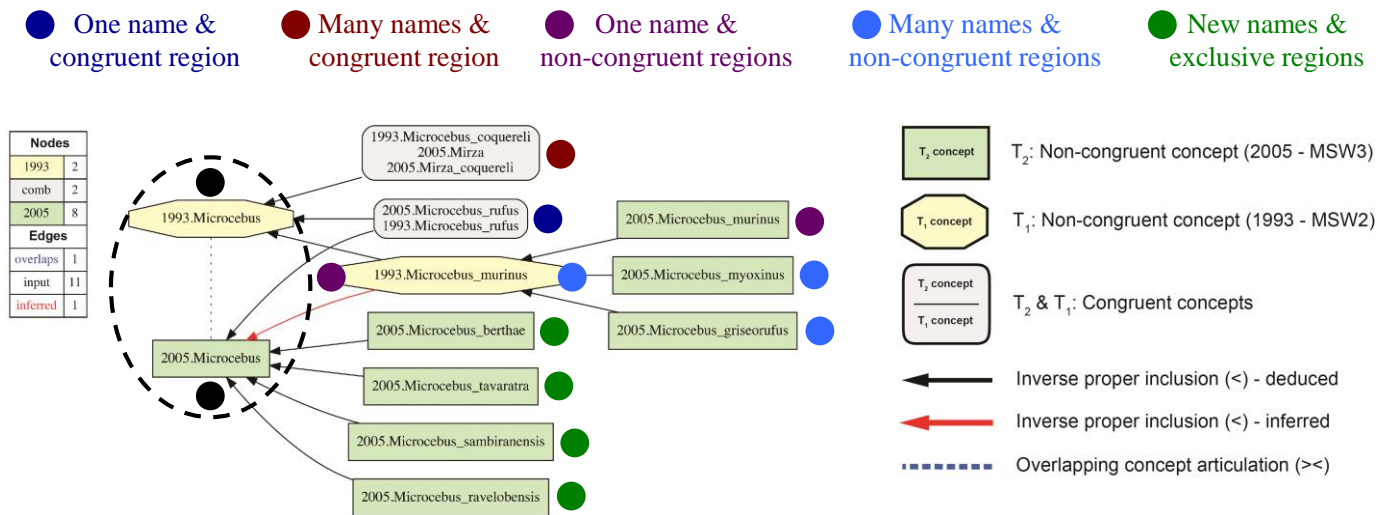 One name &
congruent region
Many names &
congruent region
One name &
non-congruent regions
Many names &
non-congruent regions
New names &
exclusive regions
Nodes
1993 2
comb 2
2005 8
Edges
overlaps 1
input 11
inferred 1
1993.Microcebus_coquereli
2005.Mirza
2005.Mirza_coquereli
1993.Microcebus
2005.Microcebus_rufus
1993.Microcebus_rufus
2005.Microcebus_murinus
1993.Microcebus_murinus
2005.Microcebus_myoxinus
2005.Microcebus_griseorufus
2005.Microcebus_berthae
2005.Microcebus
2005.Microcebus_tavaratra
2005.Microcebus_sambiranensis
2005.Microcebus_ravelobensis
T2 concept
T2: Non-congruent concept (2005 - MSW3)
T1 concept
T1: Non-congruent concept (1993 - MSW2)
T2 concept
T1 concept
T2 & T1: Congruent concepts
Inverse proper inclusion (<) - deduced
Inverse proper inclusion (<) - inferred
Overlapping concept articulation (><)